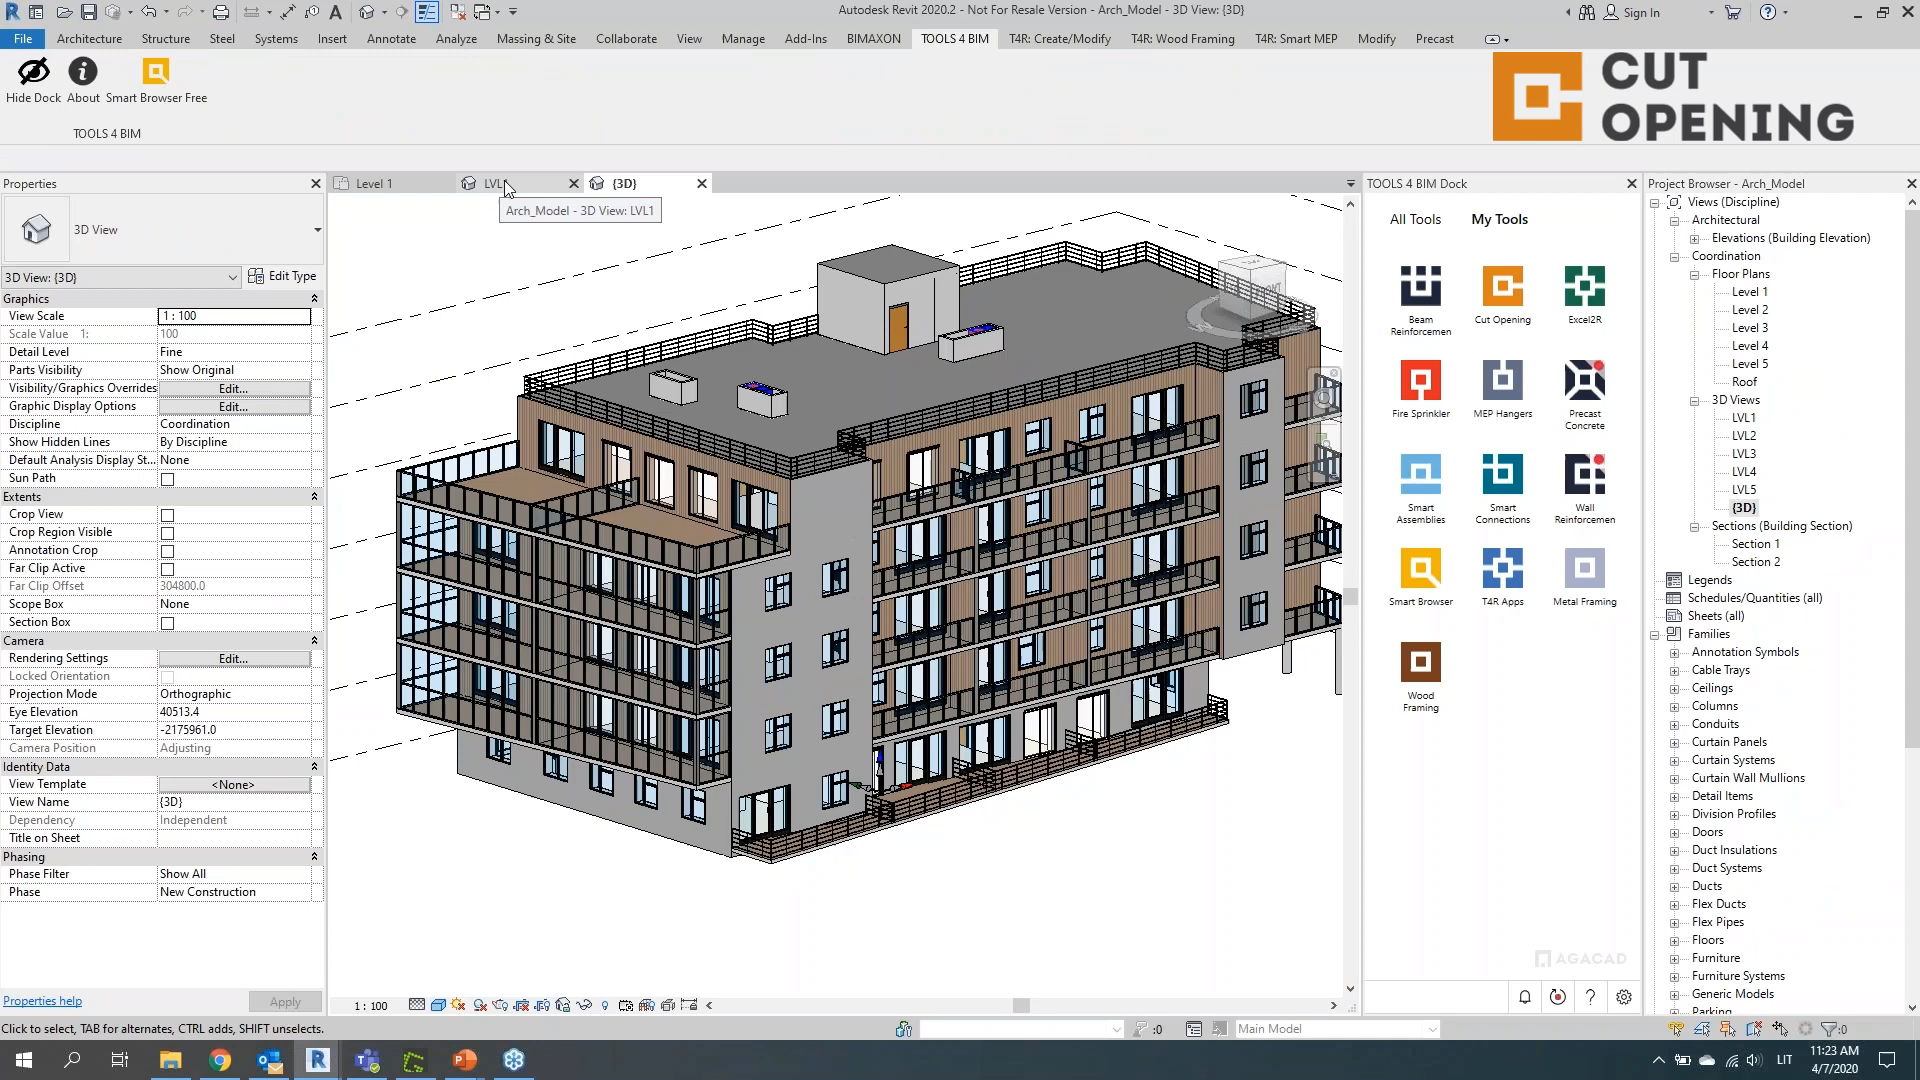 Autodesk Revit 2020.2 - Not For Resale Version - Arch_Model - 3D View: {3D}
Sign In
File
Architecture
Structure
Steel
Systems
Insert
Annotate
Analyze
Massing & Site
Collaborate
View
Manage
Add-Ins
BIMAXON
TOOLS 4 BIM
T4R: Create/Modify
T4R: Wood Framing
T4R: Smart MEP
Modify
Precast
Hide Dock
About
Smart Browser Free
TOOLS 4 BIM
CUT
OPENING
Properties
3D View
3D View: {3D}
Edit Type
Graphics
View Scale
1 : 100
Scale Value 1:
100
Detail Level
Fine
Parts Visibility
Show Original
Visibility/Graphics Overrides
Edit...
Graphic Display Options
Edit...
Discipline
Coordination
Show Hidden Lines
By Discipline
Default Analysis Display St...
None
Sun Path
Extents
Crop View
Crop Region Visible
Annotation Crop
Far Clip Active
Far Clip Offset
304800.0
Scope Box
None
Section Box
Camera
Rendering Settings
Edit...
Locked Orientation
Projection Mode
Orthographic
Eye Elevation
40513.4
Target Elevation
-2175961.0
Camera Position
Adjusting
Identity Data
View Template
<None>
View Name
{3D}
Dependency
Independent
Title on Sheet
Phasing
Phase Filter
Show All
Phase
New Construction
Properties help
Apply
Level 1
LVL
{3D}
Arch_Model - 3D View: LVL1
1 : 100
TOOLS 4 BIM Dock
All Tools
My Tools
Beam
Reinforcemen
Cut Opening
Excel2R
Fire Sprinkler
MEP Hangers
Precast
Concrete
Smart
Assemblies
Smart
Connections
Wall
Reinforcemen
Smart Browser
T4R Apps
Metal Framing
Wood
Framing
AGACAD
Project Browser - Arch_Model
Views (Discipline)
Architectural
Elevations (Building Elevation)
Coordination
Floor Plans
Level 1
Level 2
Level 3
Level 4
Level 5
Roof
3D Views
LVL1
LVL2
LVL3
LVL4
LVL5
{3D}
Sections (Building Section)
Section 1
Section 2
Legends
Schedules/Quantities (all)
Sheets (all)
Families
Annotation Symbols
Cable Trays
Ceilings
Columns
Conduits
Curtain Panels
Curtain Systems
Curtain Wall Mullions
Detail Items
Division Profiles
Doors
Duct Insulations
Duct Systems
Ducts
Flex Ducts
Flex Pipes
Floors
Furniture
Furniture Systems
Generic Models
Parking
Click to select, TAB for alternates, CTRL adds, SHIFT unselects.
:0
Main Model
:0
LIT
11:23 AM
4/7/2020